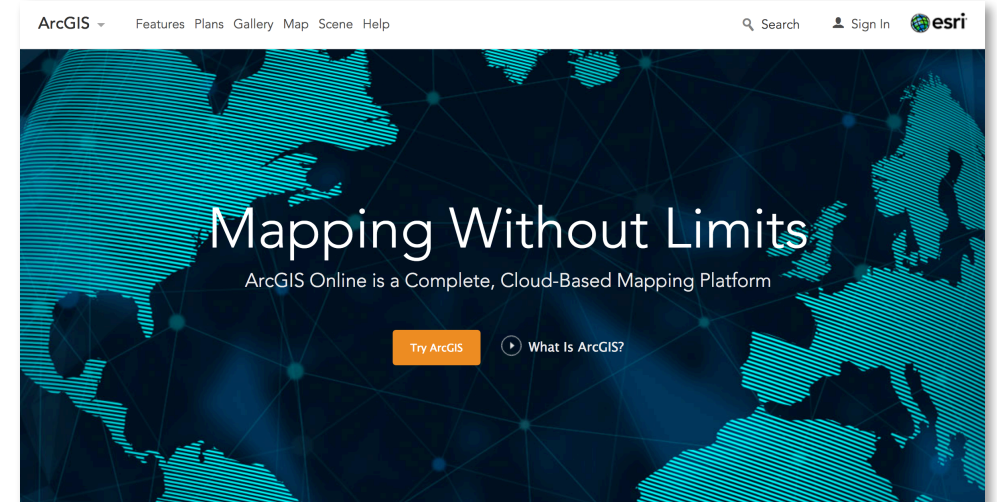 ArcGIS Features Plans Gallery Map Scene Help Search Sign In esri
Mapping Without Limits
ArcGIS Online is a Complete, Cloud-Based Mapping Platform
Try ArcGIS What Is ArcGIS?